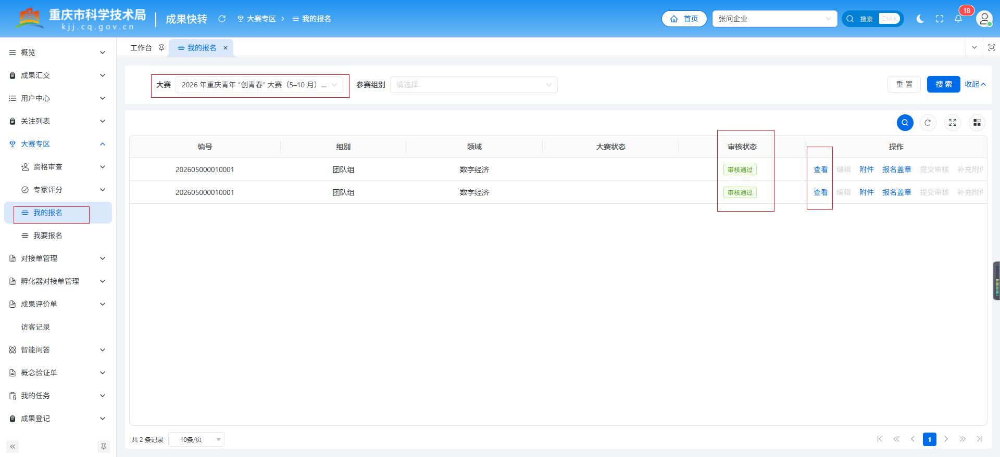 重庆市科学技术局
kjj.cq.gov.cn
成果快转
大赛专区
我的报名
首页
张问企业
搜索
Ctrl K
18
概览
成果汇交
用户中心
关注列表
大赛专区
资格审查
专家评分
我的报名
我要报名
对接单管理
孵化器对接单管理
成果评价单
访客记录
智能问答
概念验证单
我的任务
成果登记
工作台
我的报名
大赛 2026 年重庆青年 “创青春” 大赛（5–10 月）...
参赛组别 请选择
重 置
搜 索
收起
编号 组别 领域 大赛状态 审核状态 操作
202605000010001 团队组 数字经济 审核通过 查看 编辑 附件 报名盖章 提交审核 补充附件
202605000010001 团队组 数字经济 审核通过 查看 编辑 附件 报名盖章 提交审核 补充附件
共 2 条记录
10条/页
1